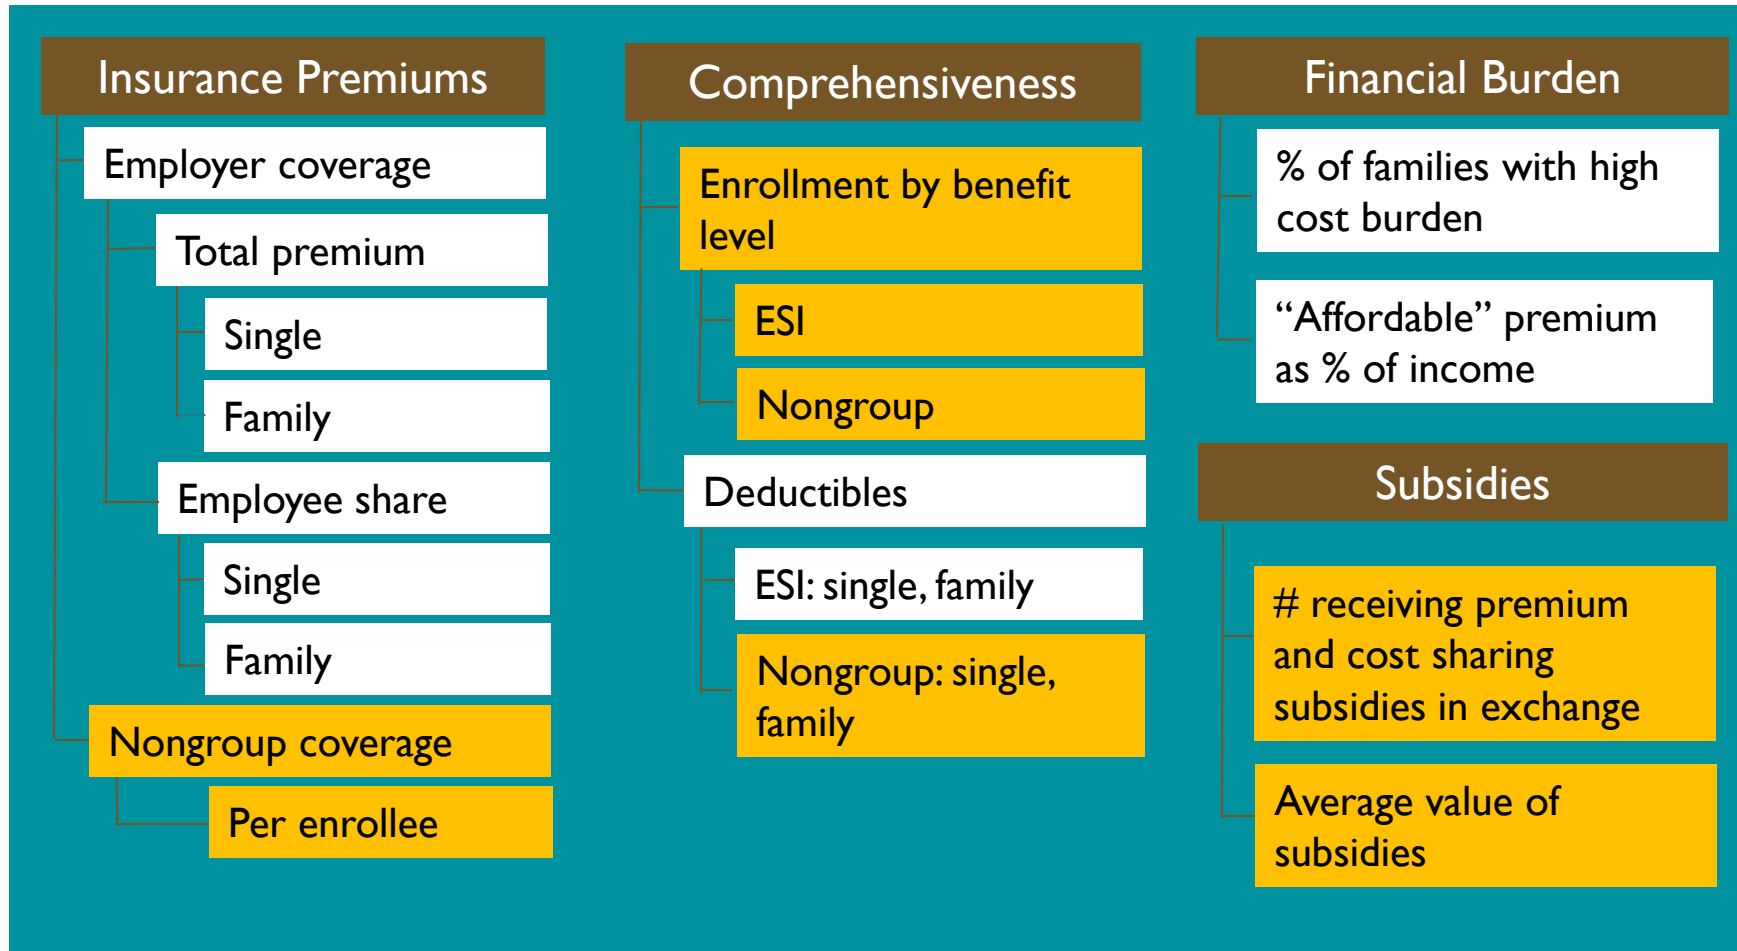 Insurance Premiums
Employer coverage
Total premium
Single
Family
Employee share
Single
Family
Nongroup coverage
Per enrollee
Comprehensiveness
Enrollment by benefit
level
ESI
Nongroup
Deductibles
ESI: single, family
Nongroup: single,
family
Financial Burden
% of families with high
cost burden
“Affordable” premium
as % of income
Subsidies
# receiving premium
and cost sharing
subsidies in exchange
Average value of
subsidies